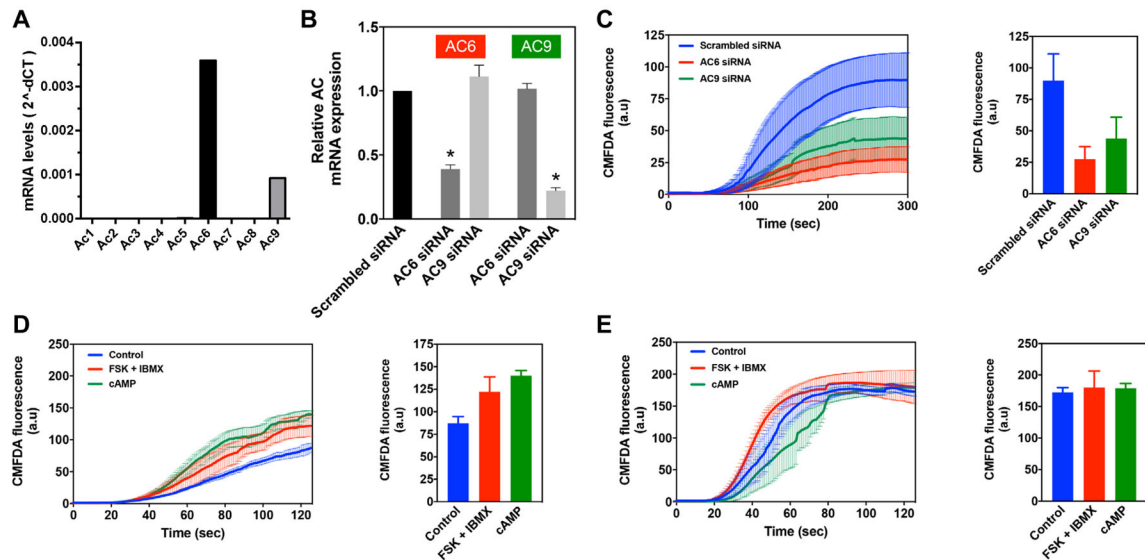 A
mRNA levels ( 2^-dCT )
0.004
0.003
0.002
0.001
0.000
Ac1
Ac2
Ac3
Ac4
Ac5
Ac6
Ac7
Ac8
Ac9
B
Relative AC
mRNA expression
1.5
1.0
0.5
0.0
AC6
AC9
*
*
Scrambled siRNA
AC6 siRNA
AC9 siRNA
AC6 siRNA
AC9 siRNA
C
CMFDA fluorescence
(a.u)
125
100
75
50
25
0
Scrambled siRNA
AC6 siRNA
AC9 siRNA
100
200
300
Time (sec)
CMFDA fluorescence
(a.u)
125
100
75
50
25
0
Scrambled siRNA
AC6 siRNA
AC9 siRNA
D
CMFDA fluorescence
(a.u)
250
200
150
100
50
0
Control
FSK + IBMX
cAMP
0
20
40
60
80
100
120
Time (sec)
CMFDA fluorescence
(a.u)
175
150
125
100
75
50
25
0
Control
FSK + IBMX
cAMP
E
CMFDA fluorescence
(a.u)
250
200
150
100
50
0
Control
FSK + IBMX
cAMP
0
20
40
60
80
100
120
Time (sec)
CMFDA fluorescence
(a.u)
250
200
150
100
50
0
Control
FSK + IBMX
cAMP